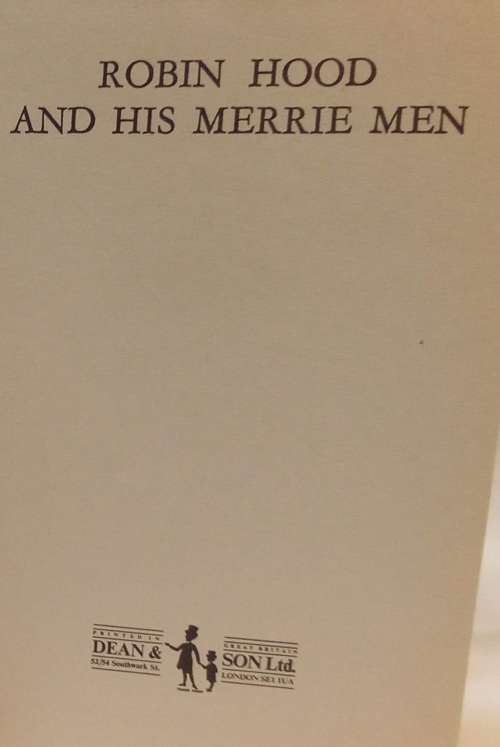 ROBIN HOOD
AND HIS MERRIE MEN
PRINTED IN GREAT BRITAIN
DEAN & SON Ltd.
52/54 Southwark St. LONDON SE1 1UA